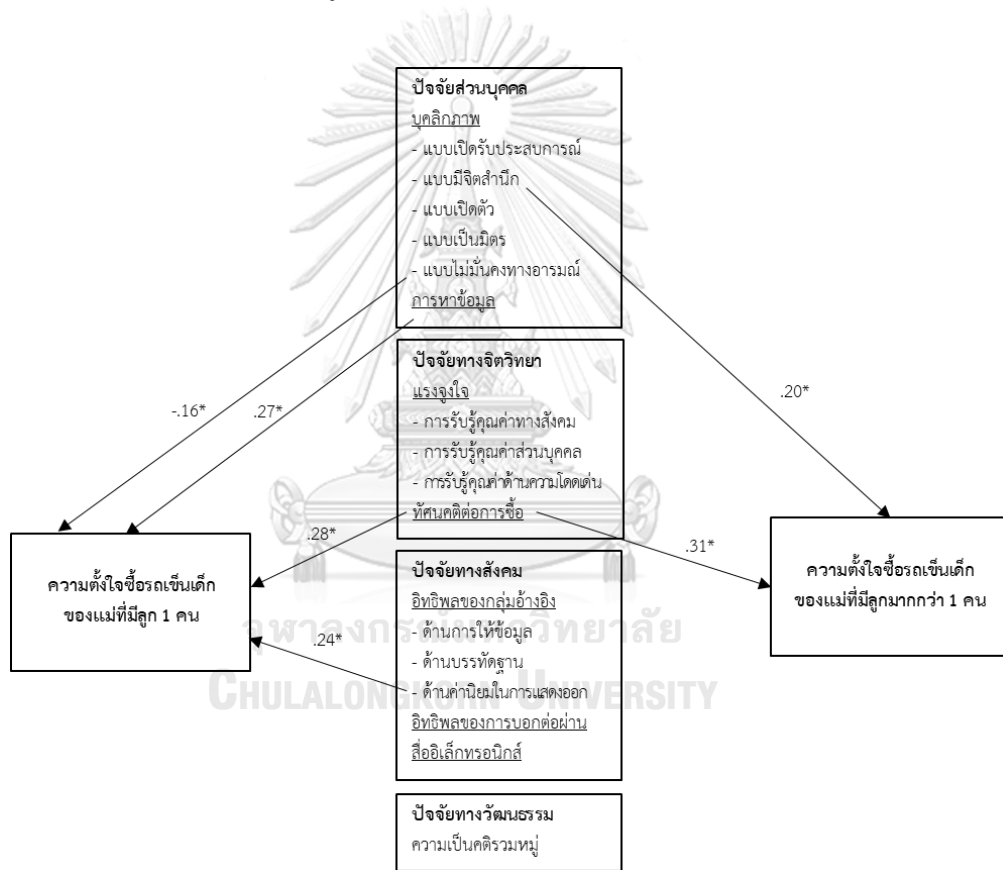 ปัจจัยส่วนบุคคล
บุคลิกภาพ
- แบบเปิดรับประสบการณ์
- แบบมีจิตสำนึก
- แบบเปิดตัว
- แบบเป็นมิตร
- แบบไม่มั่นคงทางอารมณ์
การหาข้อมูล
ปัจจัยทางจิตวิทยา
แรงจูงใจ
- การรับรู้คุณค่าทางสังคม
- การรับรู้คุณค่าส่วนบุคคล
- การรับรู้คุณค่าด้านความโดดเด่น
ทัศนคติต่อการซื้อ
-.16*
.27*
.20*
.28*
.31*
ความตั้งใจซื้อรถเข็นเด็ก
ของแม่ที่มีลูก 1 คน
ความตั้งใจซื้อรถเข็นเด็ก
ของแม่ที่มีลูกมากกว่า 1 คน
ปัจจัยทางสังคม
อิทธิพลของกลุ่มอ้างอิง
- ด้านการให้ข้อมูล
- ด้านบรรทัดฐาน
- ด้านค่านิยมในการแสดงออก
อิทธิพลของการบอกต่อผ่าน
สื่ออิเล็กทรอนิกส์
.24*
จุฬาลงกรณ์มหาวิทยาลัย
CHULALONGKORN UNIVERSITY
ปัจจัยทางวัฒนธรรม
ความเป็นคติรวมหมู่